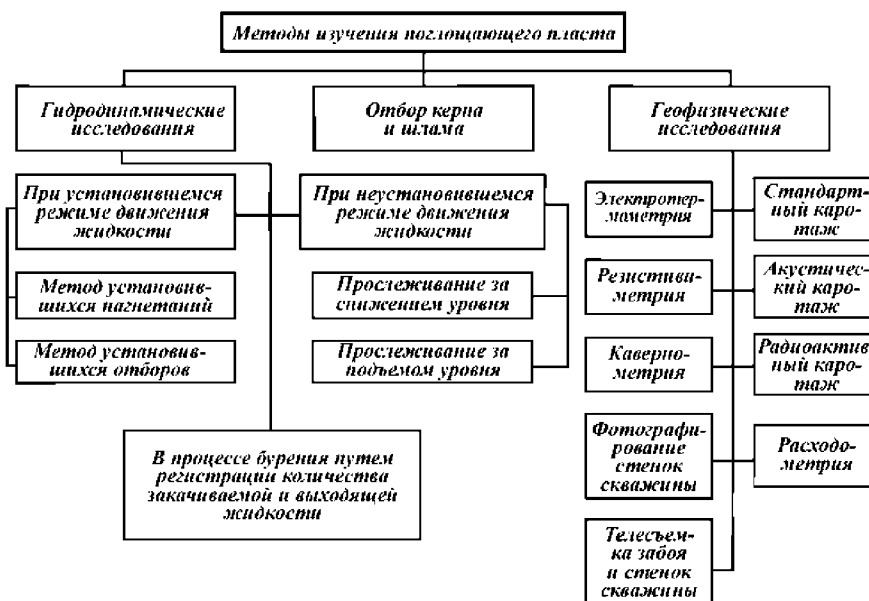 Методы изучения поглощающего пласта
Гидродинамические
исследования
Отбор керна
и шлама
Геофизические
исследования
При установившемся
режиме движения
жидкости
При неустановившемся
режиме движения
жидкости
Метод установив-
шихся нагнетаний
Прослеживание за
снижением уровня
Метод установив-
шихся отборов
Прослеживание за
подъемом уровня
В процессе бурения путем
регистрации количества
закачиваемой и выходящей
жидкости
Электротер-
мометрия
Стандарт-
ный каро-
таж
Резистиви-
метрия
Акустичес-
кий каро-
таж
Каверно-
метрия
Радиоактив-
ный каро-
таж
Фотографи-
рование
стенок
скважины
Расходо-
метрия
Телесъем-
ка забоя
и стенок
скважины